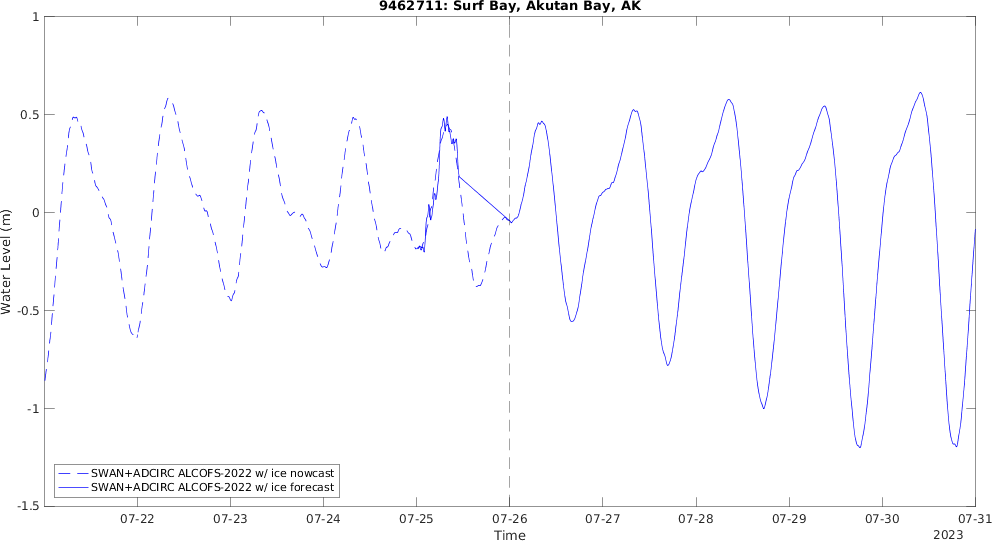 9462711: Surf Bay, Akutan Bay, AK
Water Level (m)
1
0.5
0
-0.5
-1
-1.5
SWAN+ADCIRC ALCOFS-2022 w/ ice nowcast
SWAN+ADCIRC ALCOFS-2022 w/ ice forecast
07-22 07-23 07-24 07-25 07-26 07-27 07-28 07-29 07-30 07-31
Time
2023